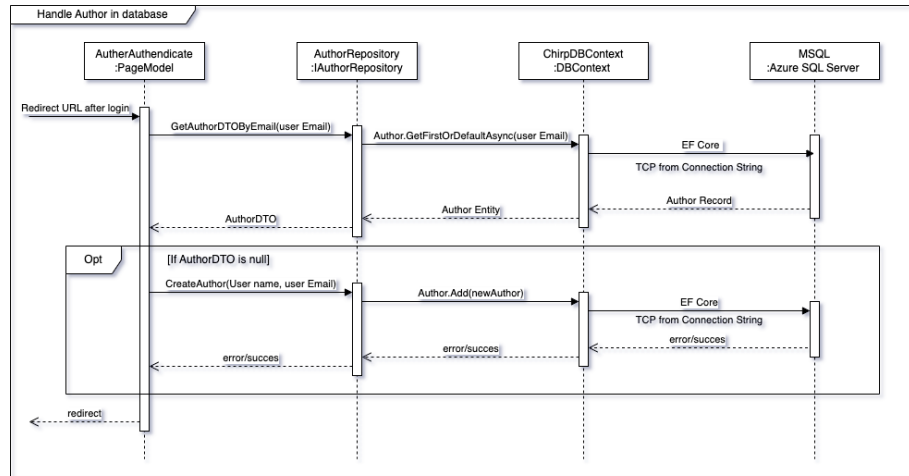 Handle Author in database
AutherAuthendicate
:PageModel
AuthorRepository
:IAuthorRepository
ChirpDBContext
:DBContext
MSQL
:Azure SQL Server
Redirect URL after login
GetAuthorDTOByEmail(user Email)
Author.GetFirstOrDefaultAsync(user Email)
EF Core
TCP from Connection String
Author Record
Author Entity
AuthorDTO
Opt
[If AuthorDTO is null]
CreateAuthor(User name, user Email)
Author.Add(newAuthor)
EF Core
TCP from Connection String
error/succes
error/succes
error/succes
redirect